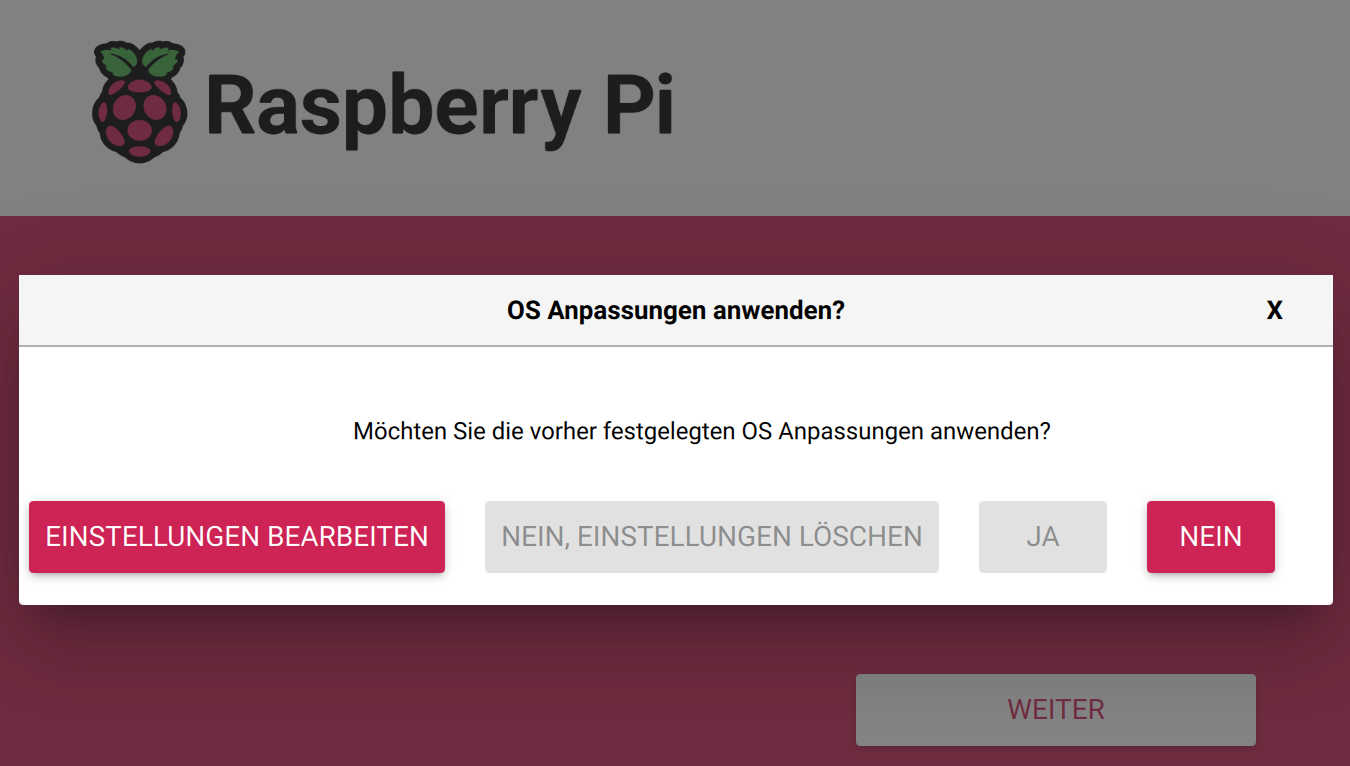 Raspberry Pi
OS Anpassungen anwenden?
X
Möchten Sie die vorher festgelegten OS Anpassungen anwenden?
EINSTELLUNGEN BEARBEITEN
NEIN, EINSTELLUNGEN LÖSCHEN
JA
NEIN
WEITER